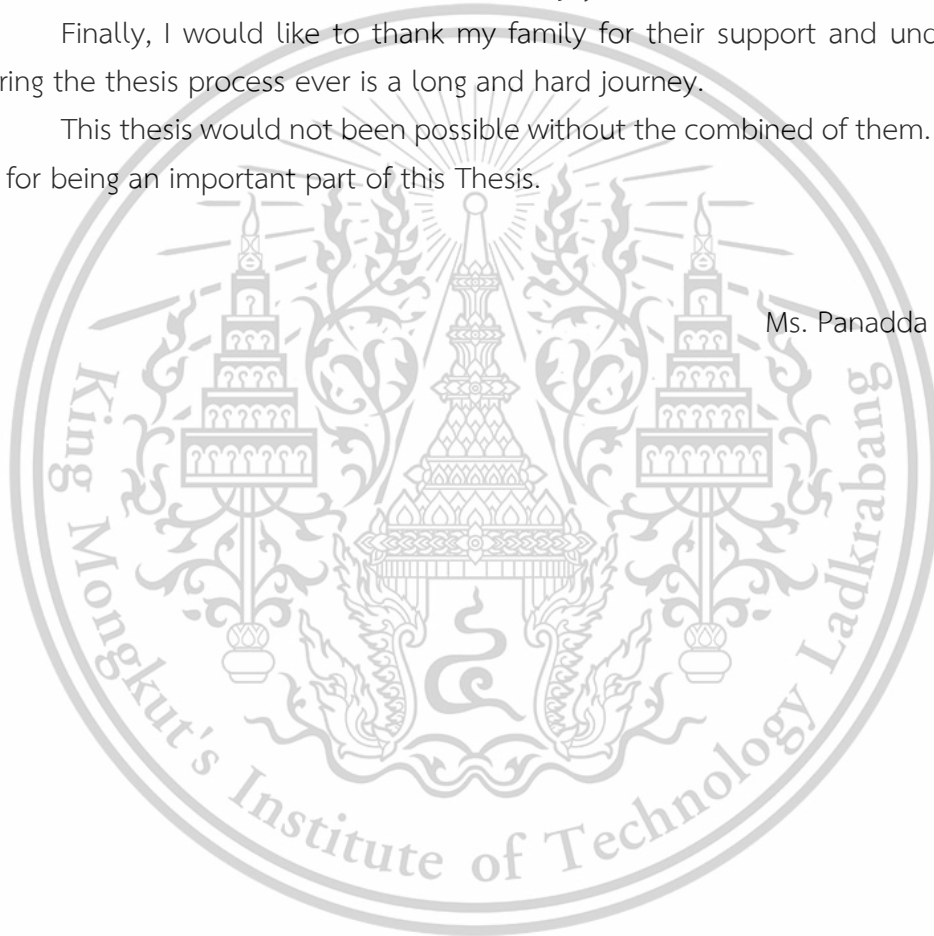 Finally, I would like to thank my family for their support and
ring the thesis process ever is a long and hard journey.
This thesis would not been possible without the combined of them.
for being an important part of this Thesis.
Ms. Panadda
King Mongkut's Institute of Technology Ladkrabang